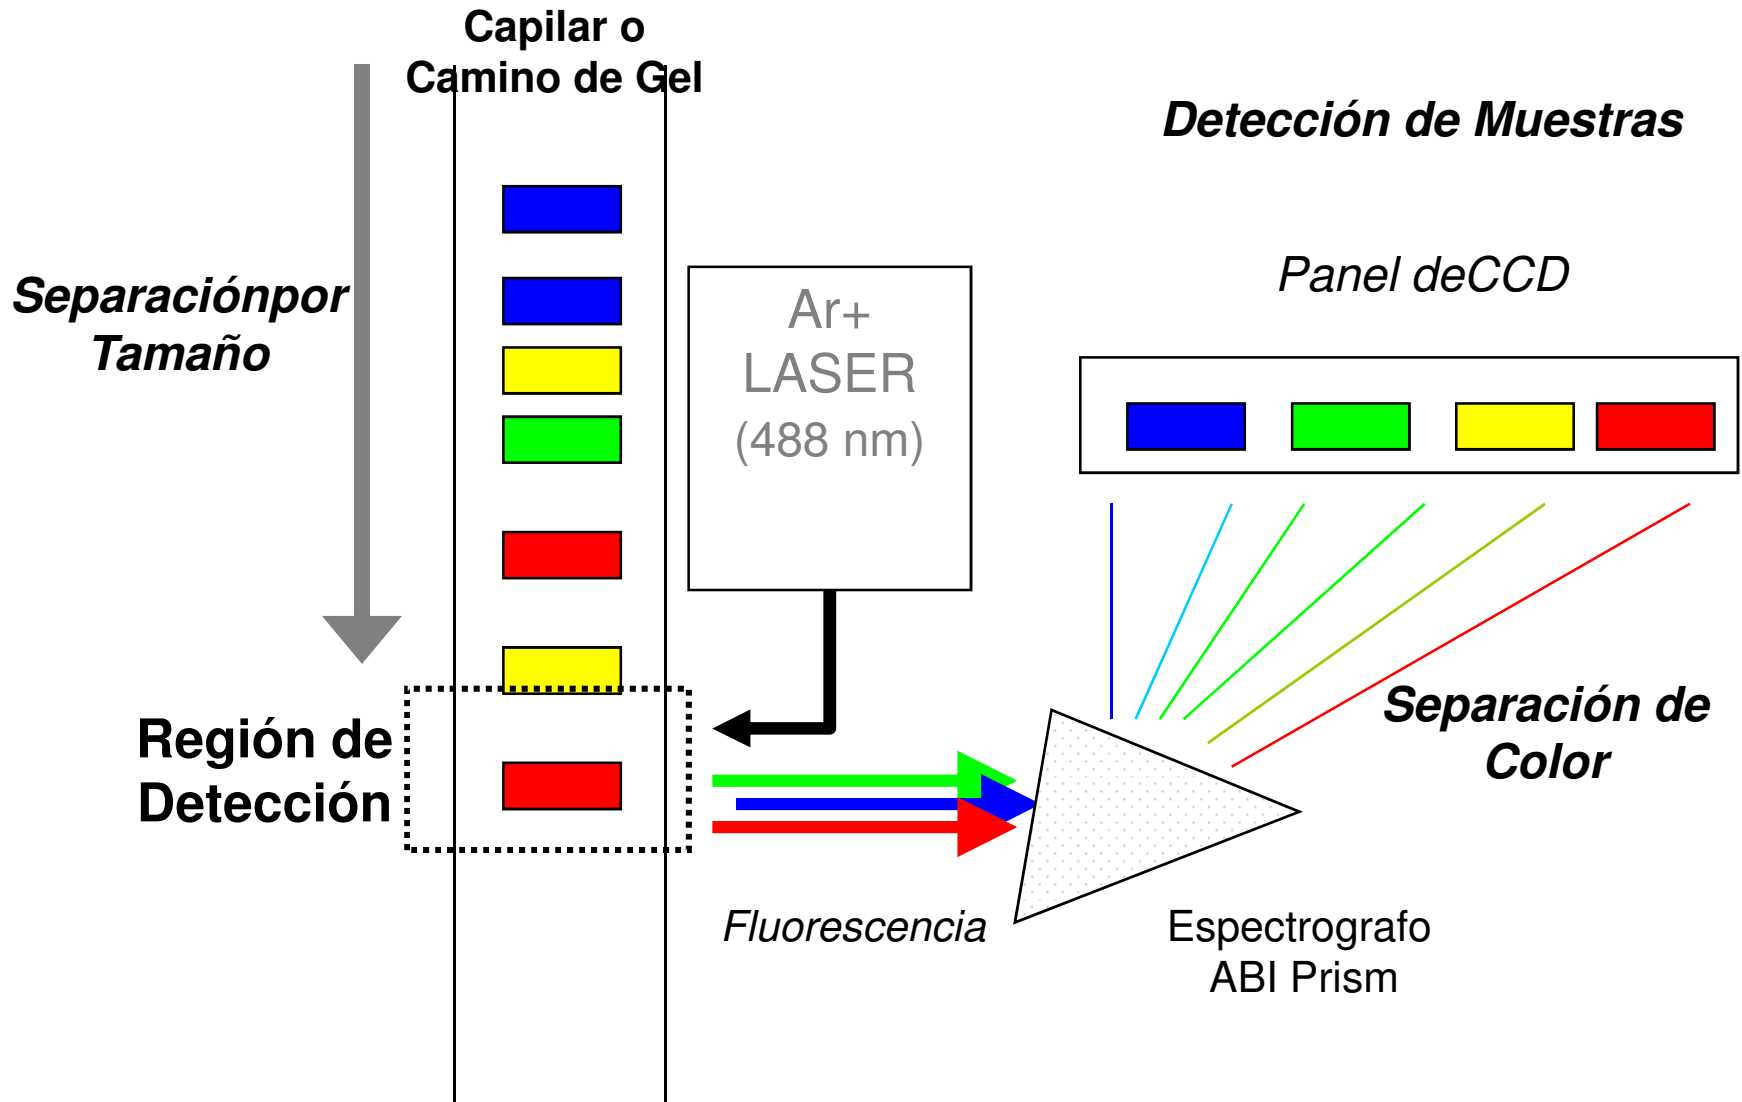 Capilar o
Camino de Gel
Detección de Muestras
Separaciónpor
Tamaño
Ar+
LASER
(488 nm)
Panel deCCD
Región de
Detección
Separación de
Color
Fluorescencia
Espectrografo
ABI Prism